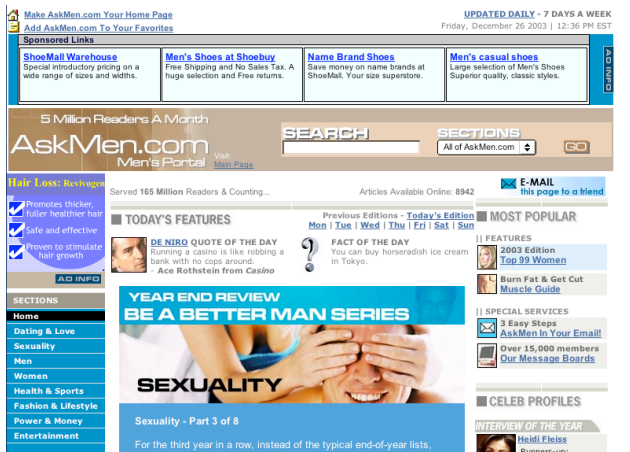 Make AskMen.com Your Home Page
Add AskMen.com To Your Favorites
UPDATED DAILY - 7 DAYS A WEEK
Friday, December 26 2003 | 12:36 PM EST
Sponsored Links
ShoeMall Warehouse
Special introductory pricing on a
wide range of sizes and widths.
Men's Shoes at Shoebuy
Free Shipping and No Sales Tax. A
huge selection and Free returns.
Name Brand Shoes
Save money on name brands at
ShoeMall. Your size superstore.
Men's casual shoes
Large selection of Men's Shoes
Superior quality, classic styles.
AD INFO
5 Million Readers A Month
AskMen.com
Men's Portal
Visit:
Main Page
SEARCH
SECTIONS
All of AskMen.com
GO
Hair Loss: Revivogen
Promotes thicker,
fuller healthier hair
Safe and effective
Proven to stimulate
hair growth
AD INFO
Served 165 Million Readers & Counting...
Articles Available Online: 8942
E-MAIL
this page to a friend
TODAY'S FEATURES
Previous Editions - Today's Edition
Mon | Tue | Wed | Thu | Fri | Sat | Sun
DE NIRO QUOTE OF THE DAY
Running a casino is like robbing a
bank with no cops around.
- Ace Rothstein from Casino
?
FACT OF THE DAY
You can buy horseradish ice cream
in Tokyo.
YEAR END REVIEW
BE A BETTER MAN SERIES
SEXUALITY
Sexuality - Part 3 of 8
For the third year in a row, instead of the typical end-of-year lists,
SECTIONS
Home
Dating & Love
Sexuality
Men
Women
Health & Sports
Fashion & Lifestyle
Power & Money
Entertainment
MOST POPULAR
|| FEATURES
2003 Edition
Top 99 Women
Burn Fat & Get Cut
Muscle Guide
|| SPECIAL SERVICES
3 Easy Steps
AskMen In Your Email!
Over 15,000 members
Our Message Boards
CELEB PROFILES
INTERVIEW OF THE YEAR
Heidi Fleiss
Runners-up: